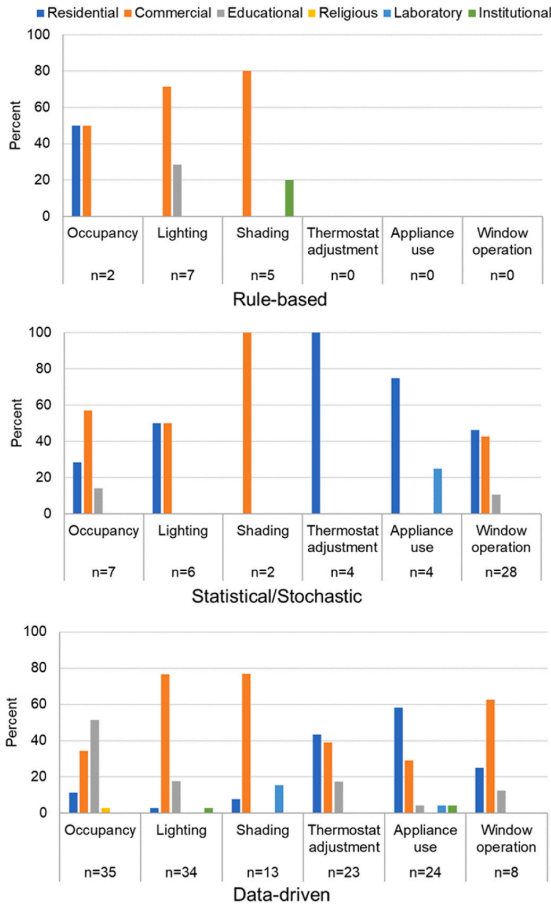 Residential Commercial Educational Religious Laboratory Institutional
100
80
60
40
20
0
Percent
Occupancy Lighting Shading Thermostat adjustment Appliance use Window operation
n=2 n=7 n=5 n=0 n=0 n=0
Rule-based
100
80
60
40
20
0
Percent
Occupancy Lighting Shading Thermostat adjustment Appliance use Window operation
n=7 n=6 n=2 n=4 n=4 n=28
Statistical/Stochastic
100
80
60
40
20
0
Percent
Occupancy Lighting Shading Thermostat adjustment Appliance use Window operation
n=35 n=34 n=13 n=23 n=24 n=8
Data-driven